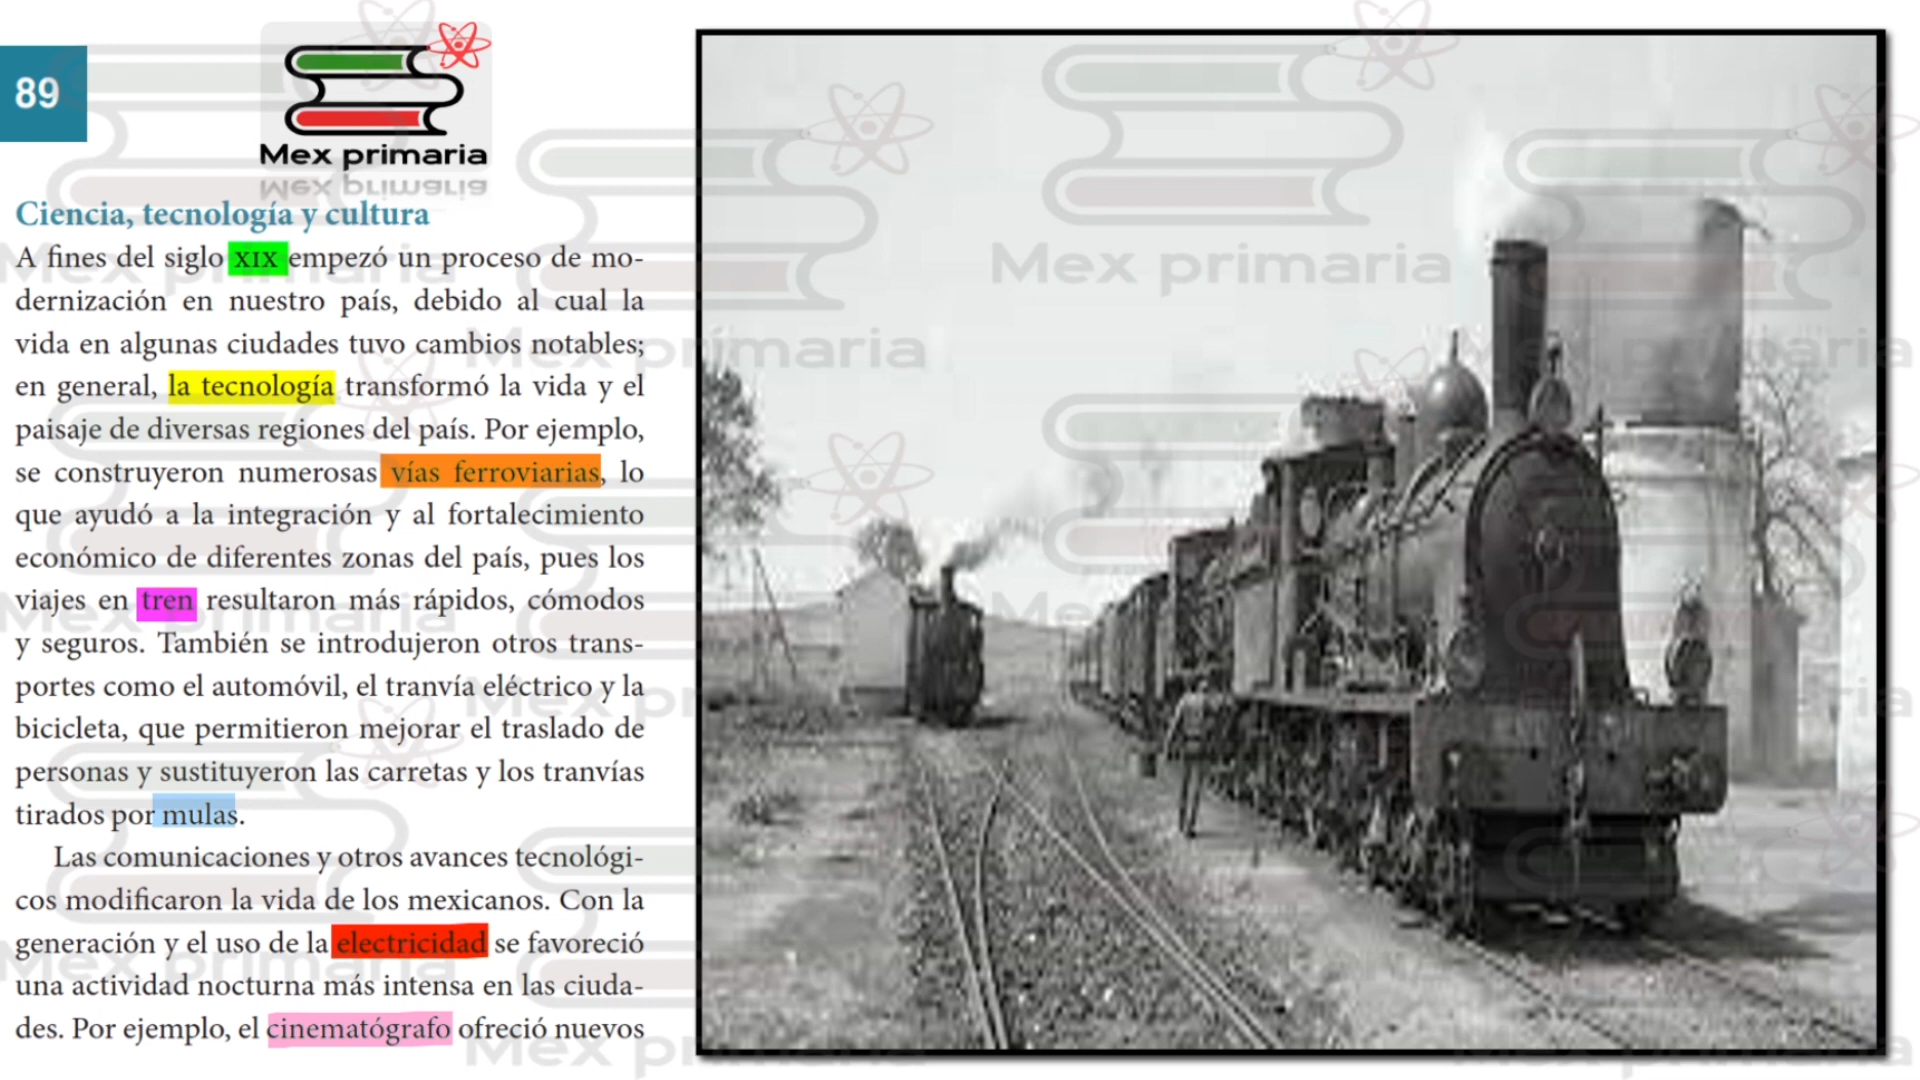 89
Mex primaria
Ciencia, tecnología y cultura
A fines del siglo XIX empezó un proceso de mo-
dernización en nuestro país, debido al cual la
vida en algunas ciudades tuvo cambios notables;
en general, la tecnología transformó la vida y el
paisaje de diversas regiones del país. Por ejemplo,
se construyeron numerosas vías ferroviarias, lo
que ayudó a la integración y al fortalecimiento
económico de diferentes zonas del país, pues los
viajes en tren resultaron más rápidos, cómodos
y seguros. También se introdujeron otros trans-
portes como el automóvil, el tranvía eléctrico y la
bicicleta, que permitieron mejorar el traslado de
personas y sustituyeron las carretas y los tranvías
tirados por mulas.
Las comunicaciones y otros avances tecnológi-
cos modificaron la vida de los mexicanos. Con la
generación y el uso de la electricidad se favoreció
una actividad nocturna más intensa en las ciuda-
des. Por ejemplo, el cinematógrafo ofreció nuevos
Mex primaria
Mex primaria